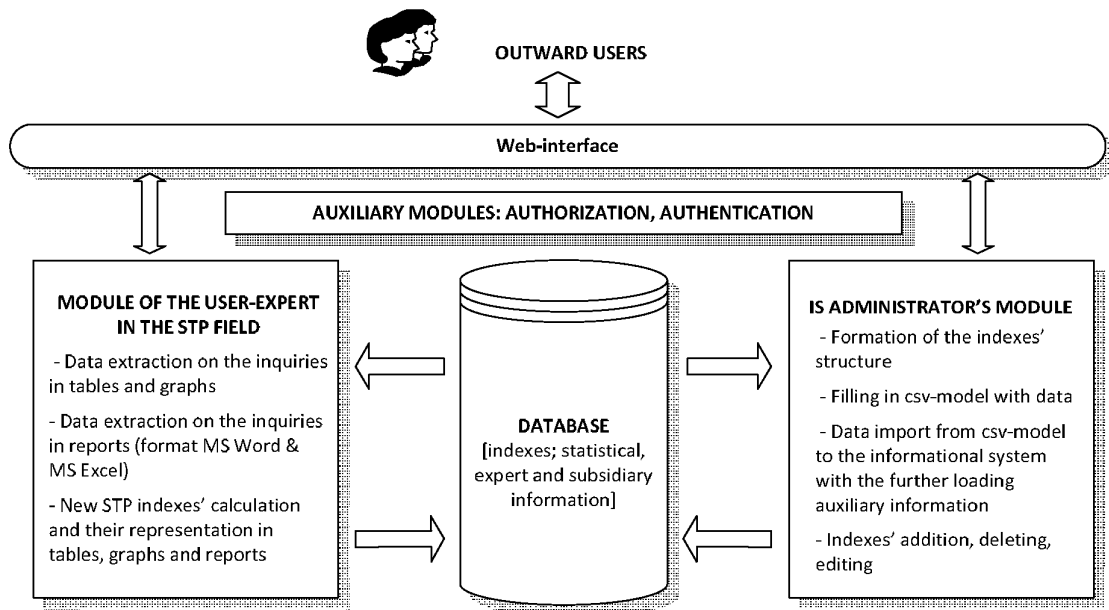 OUTWARD USERS
Web-interface
AUXILIARY MODULES: AUTHORIZATION, AUTHENTICATION
MODULE OF THE USER-EXPERT
IN THE STP FIELD
- Data extraction on the inquiries
in tables and graphs
- Data extraction on the inquiries
in reports (format MS Word &
MS Excel)
- New STP indexes' calculation
and their representation in
tables, graphs and reports
DATABASE
[indexes; statistical,
expert and subsidiary
information]
IS ADMINISTRATOR'S MODULE
- Formation of the indexes'
structure
- Filling in csv-model with data
- Data import from csv-model
to the informational system
with the further loading
auxiliary information
- Indexes' addition, deleting,
editing